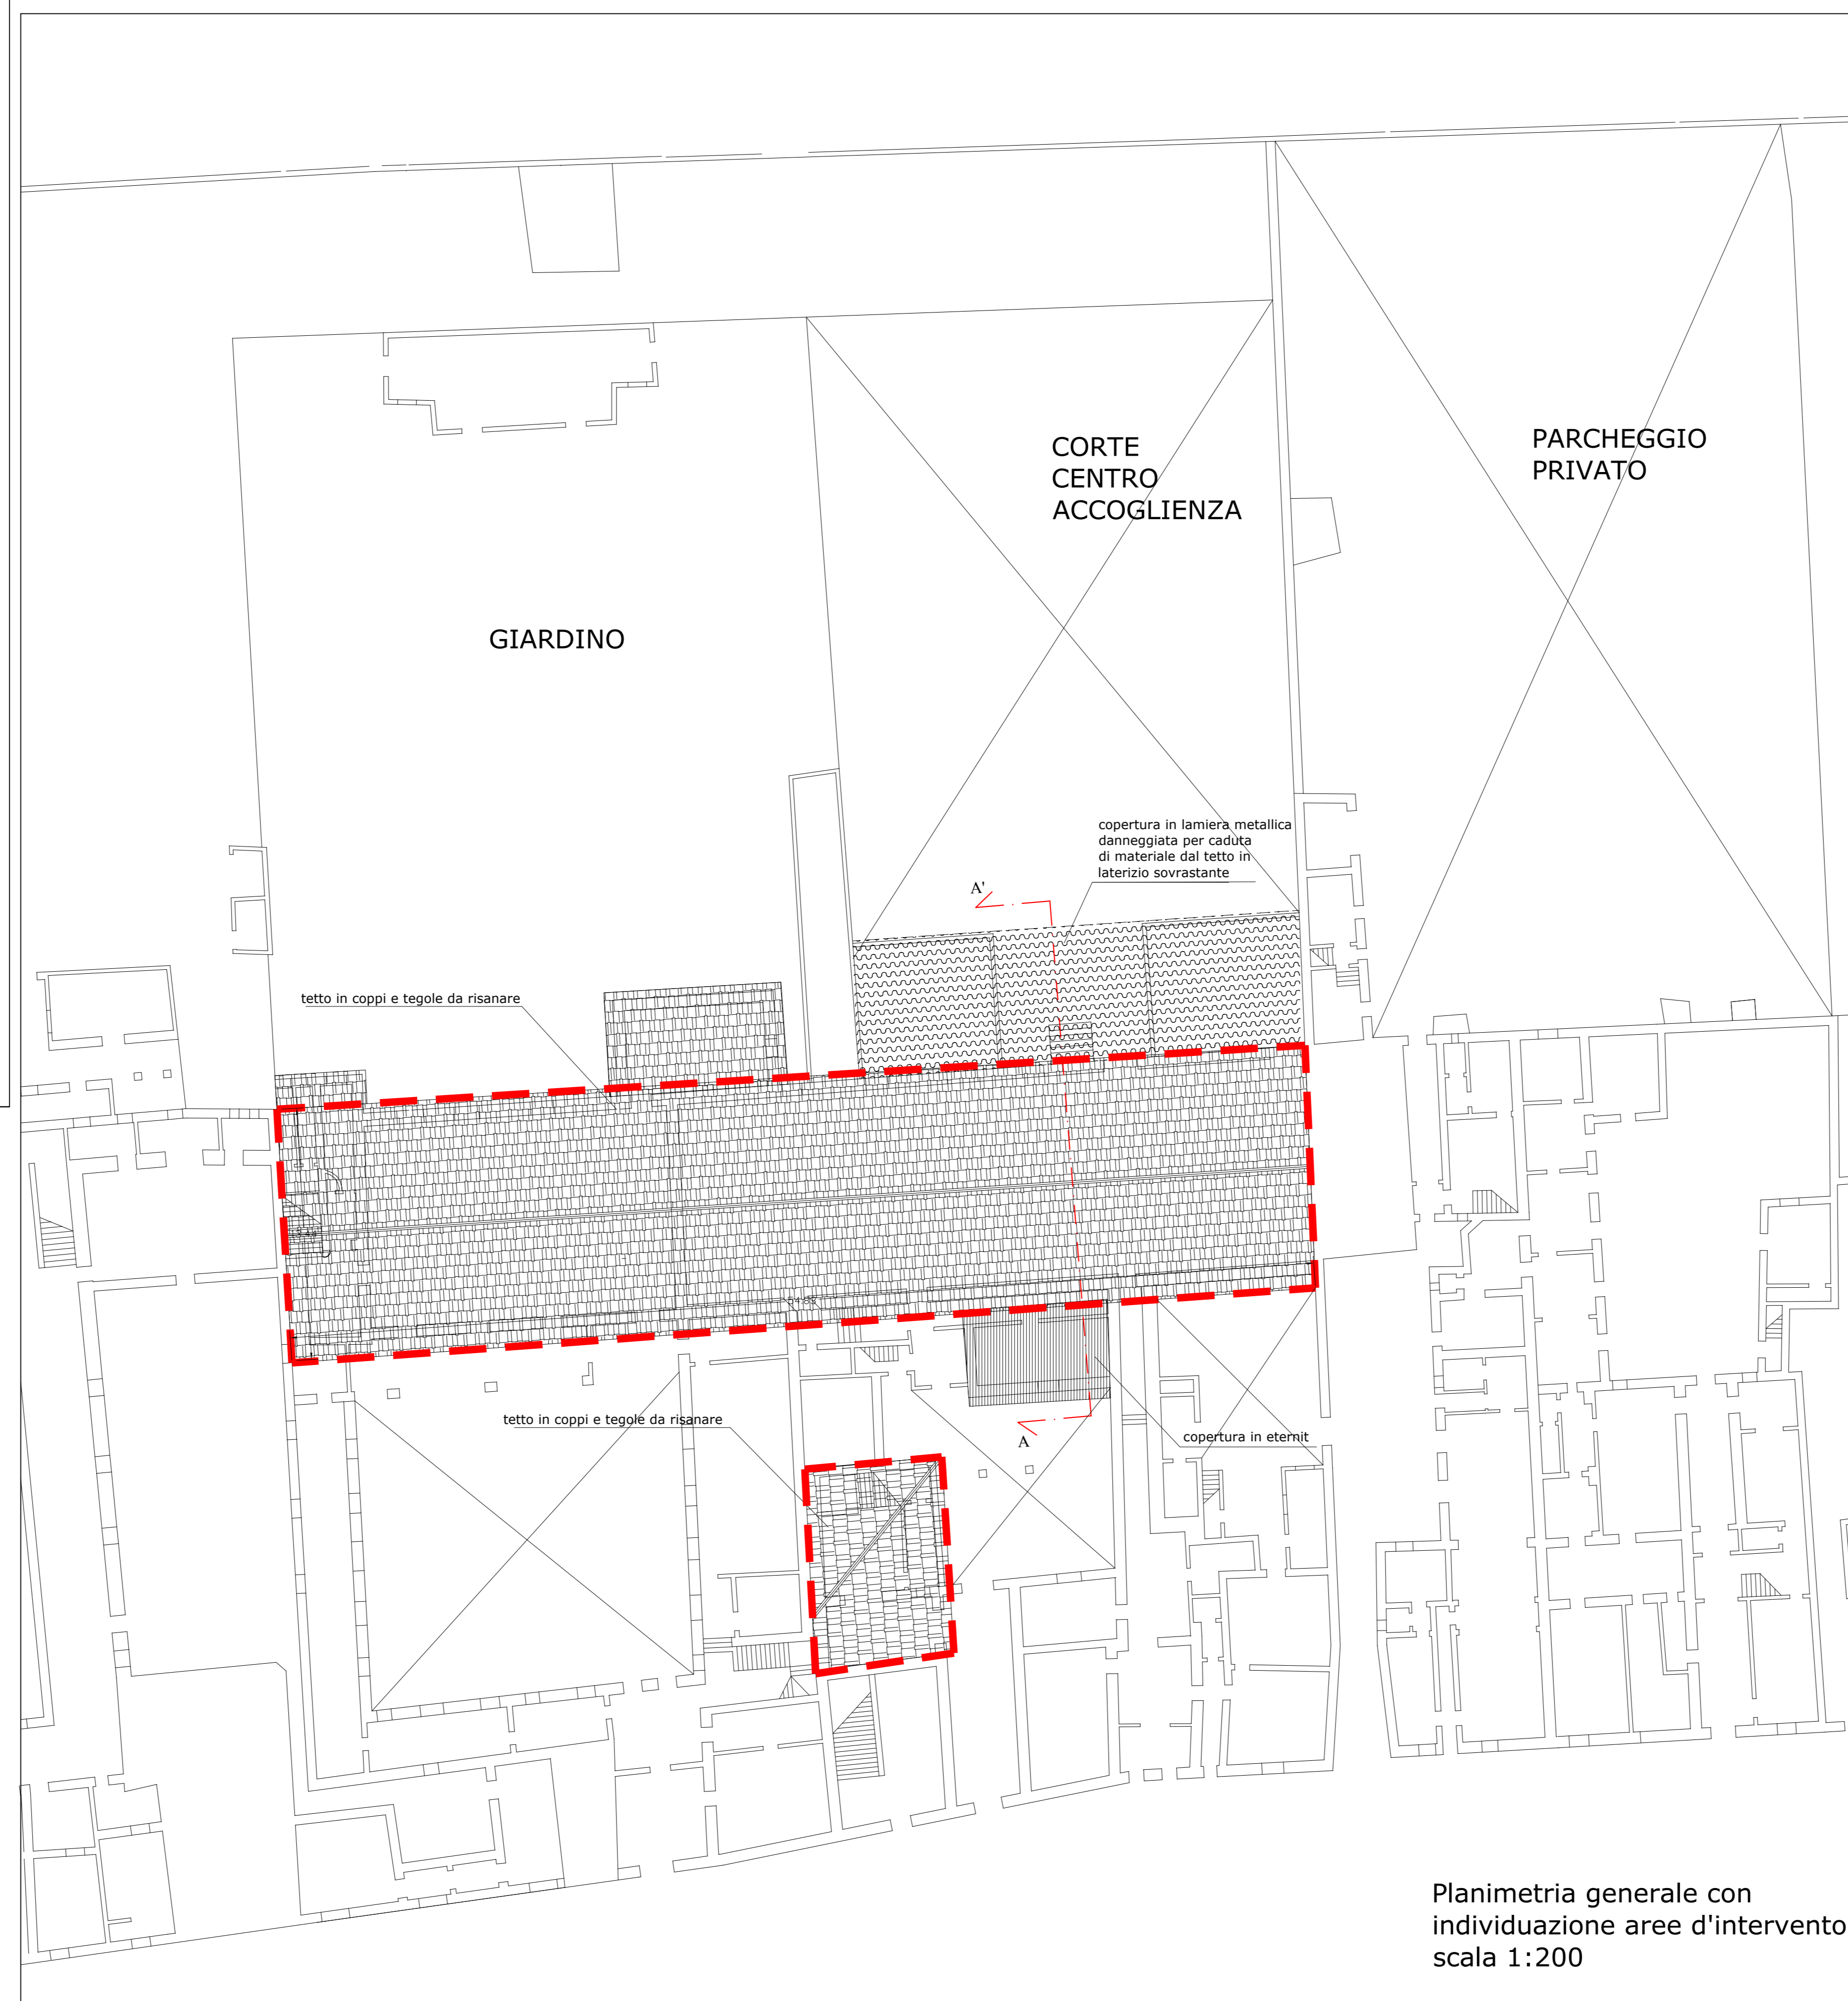 CORTE
CENTRO
ACCOGLIENZA
PARCHEGGIO
PRIVATO
GIARDINO
copertura in lamiera metallica
danneggiata per caduta
di materiale dal tetto in
laterizio sovrastante
A'
tetto in coppi e tegole da risanare
tetto in coppi e tegole da risanare
A
copertura in eternit
Planimetria generale con
individuazione aree d'intervento
scala 1:200